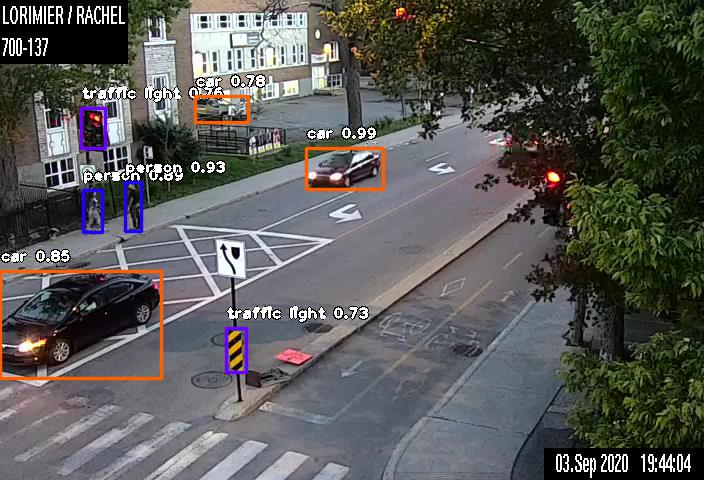 LORIMIER / RACHEL
700-137
car 0.78
traffic light 0.76
car 0.99
person 0.93
person 0.89
car 0.85
traffic light 0.73
03.Sep 2020 19:44:04